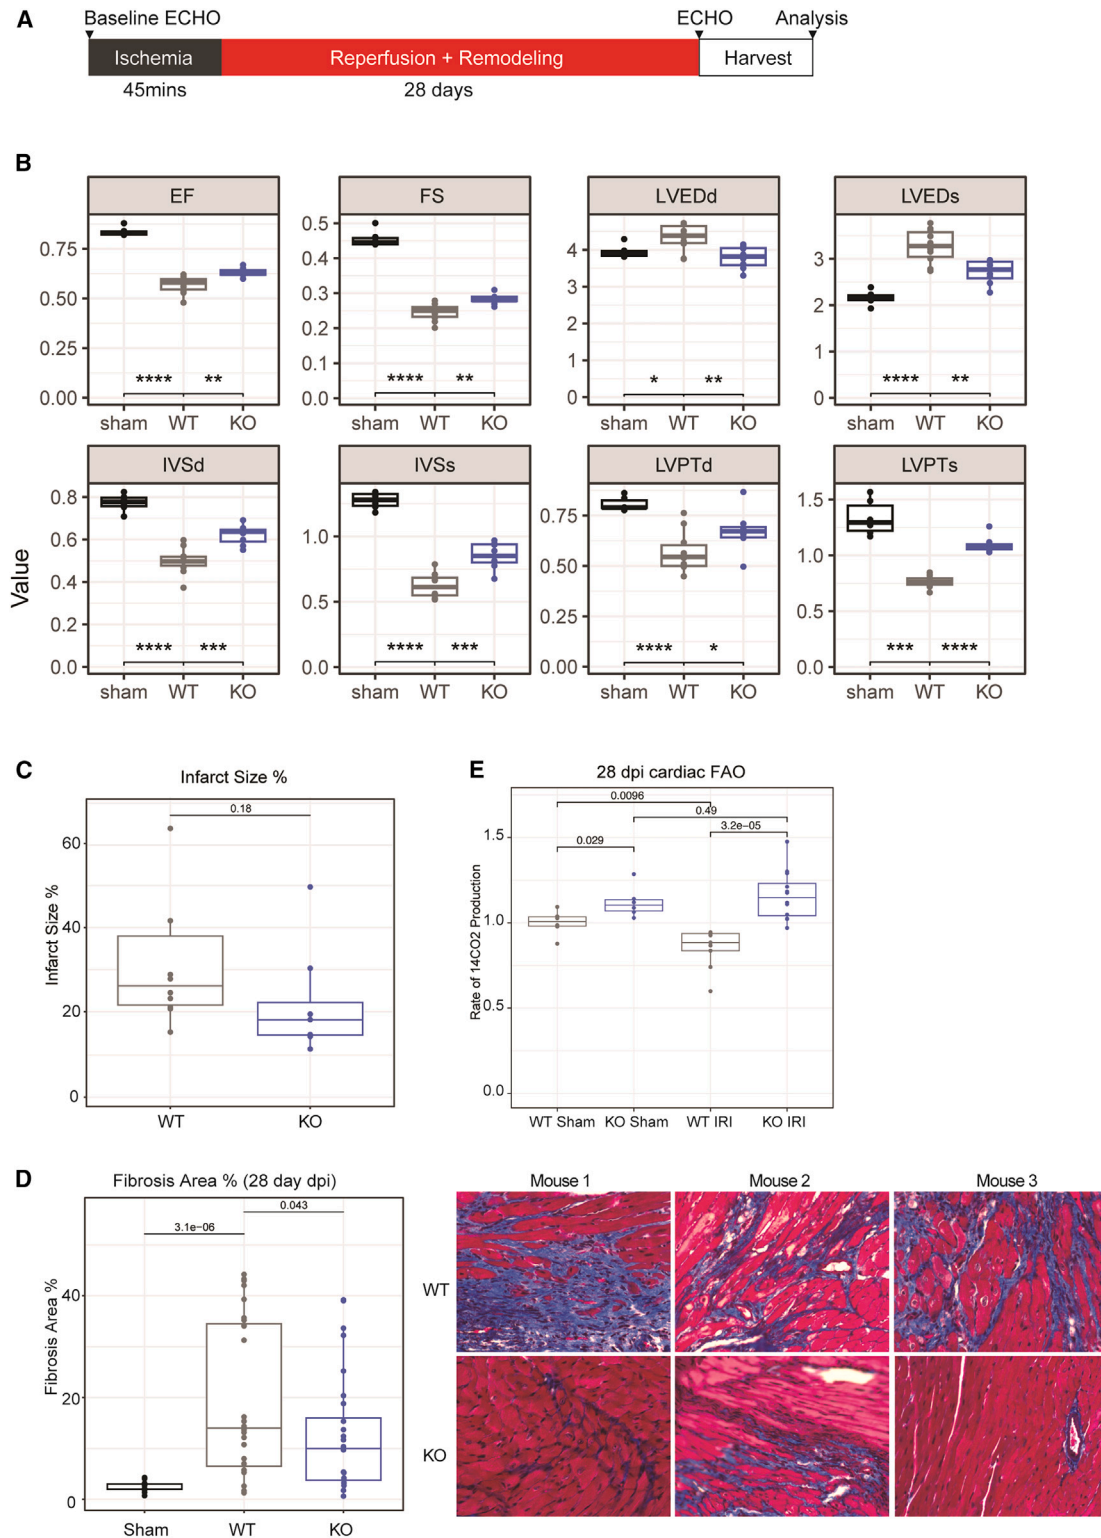 A
Baseline ECHO ECHO Analysis
Ischemia Reperfusion + Remodeling Harvest
45mins 28 days
B
EF FS LVEDd LVEDs
0.75
0.50
0.25
0.00
**** **
sham WT KO
0.5
0.4
0.3
0.2
0.1
0.0
**** **
sham WT KO
4
3
2
1
0
* **
sham WT KO
3
2
1
0
**** **
sham WT KO
Value
IVSd IVSs LVPTd LVPTs
0.8
0.6
0.4
0.2
0.0
**** ***
sham WT KO
1.0
0.5
0.0
**** ***
sham WT KO
0.75
0.50
0.25
0.00
**** *
sham WT KO
1.5
1.0
0.5
0.0
*** ****
sham WT KO
C
Infarct Size %
0.18
Infarct Size %
60
40
20
0
WT KO
E
28 dpi cardiac FAO
0.0096
0.49
3.2e−05
0.029
Rate of 14CO2 Production
1.5
1.0
0.5
0.0
WT Sham KO Sham WT IRI KO IRI
D
Fibrosis Area % (28 day dpi)
0.043
3.1e−06
Fibrosis Area %
40
20
0
Sham WT KO
Mouse 1 Mouse 2 Mouse 3
WT
KO